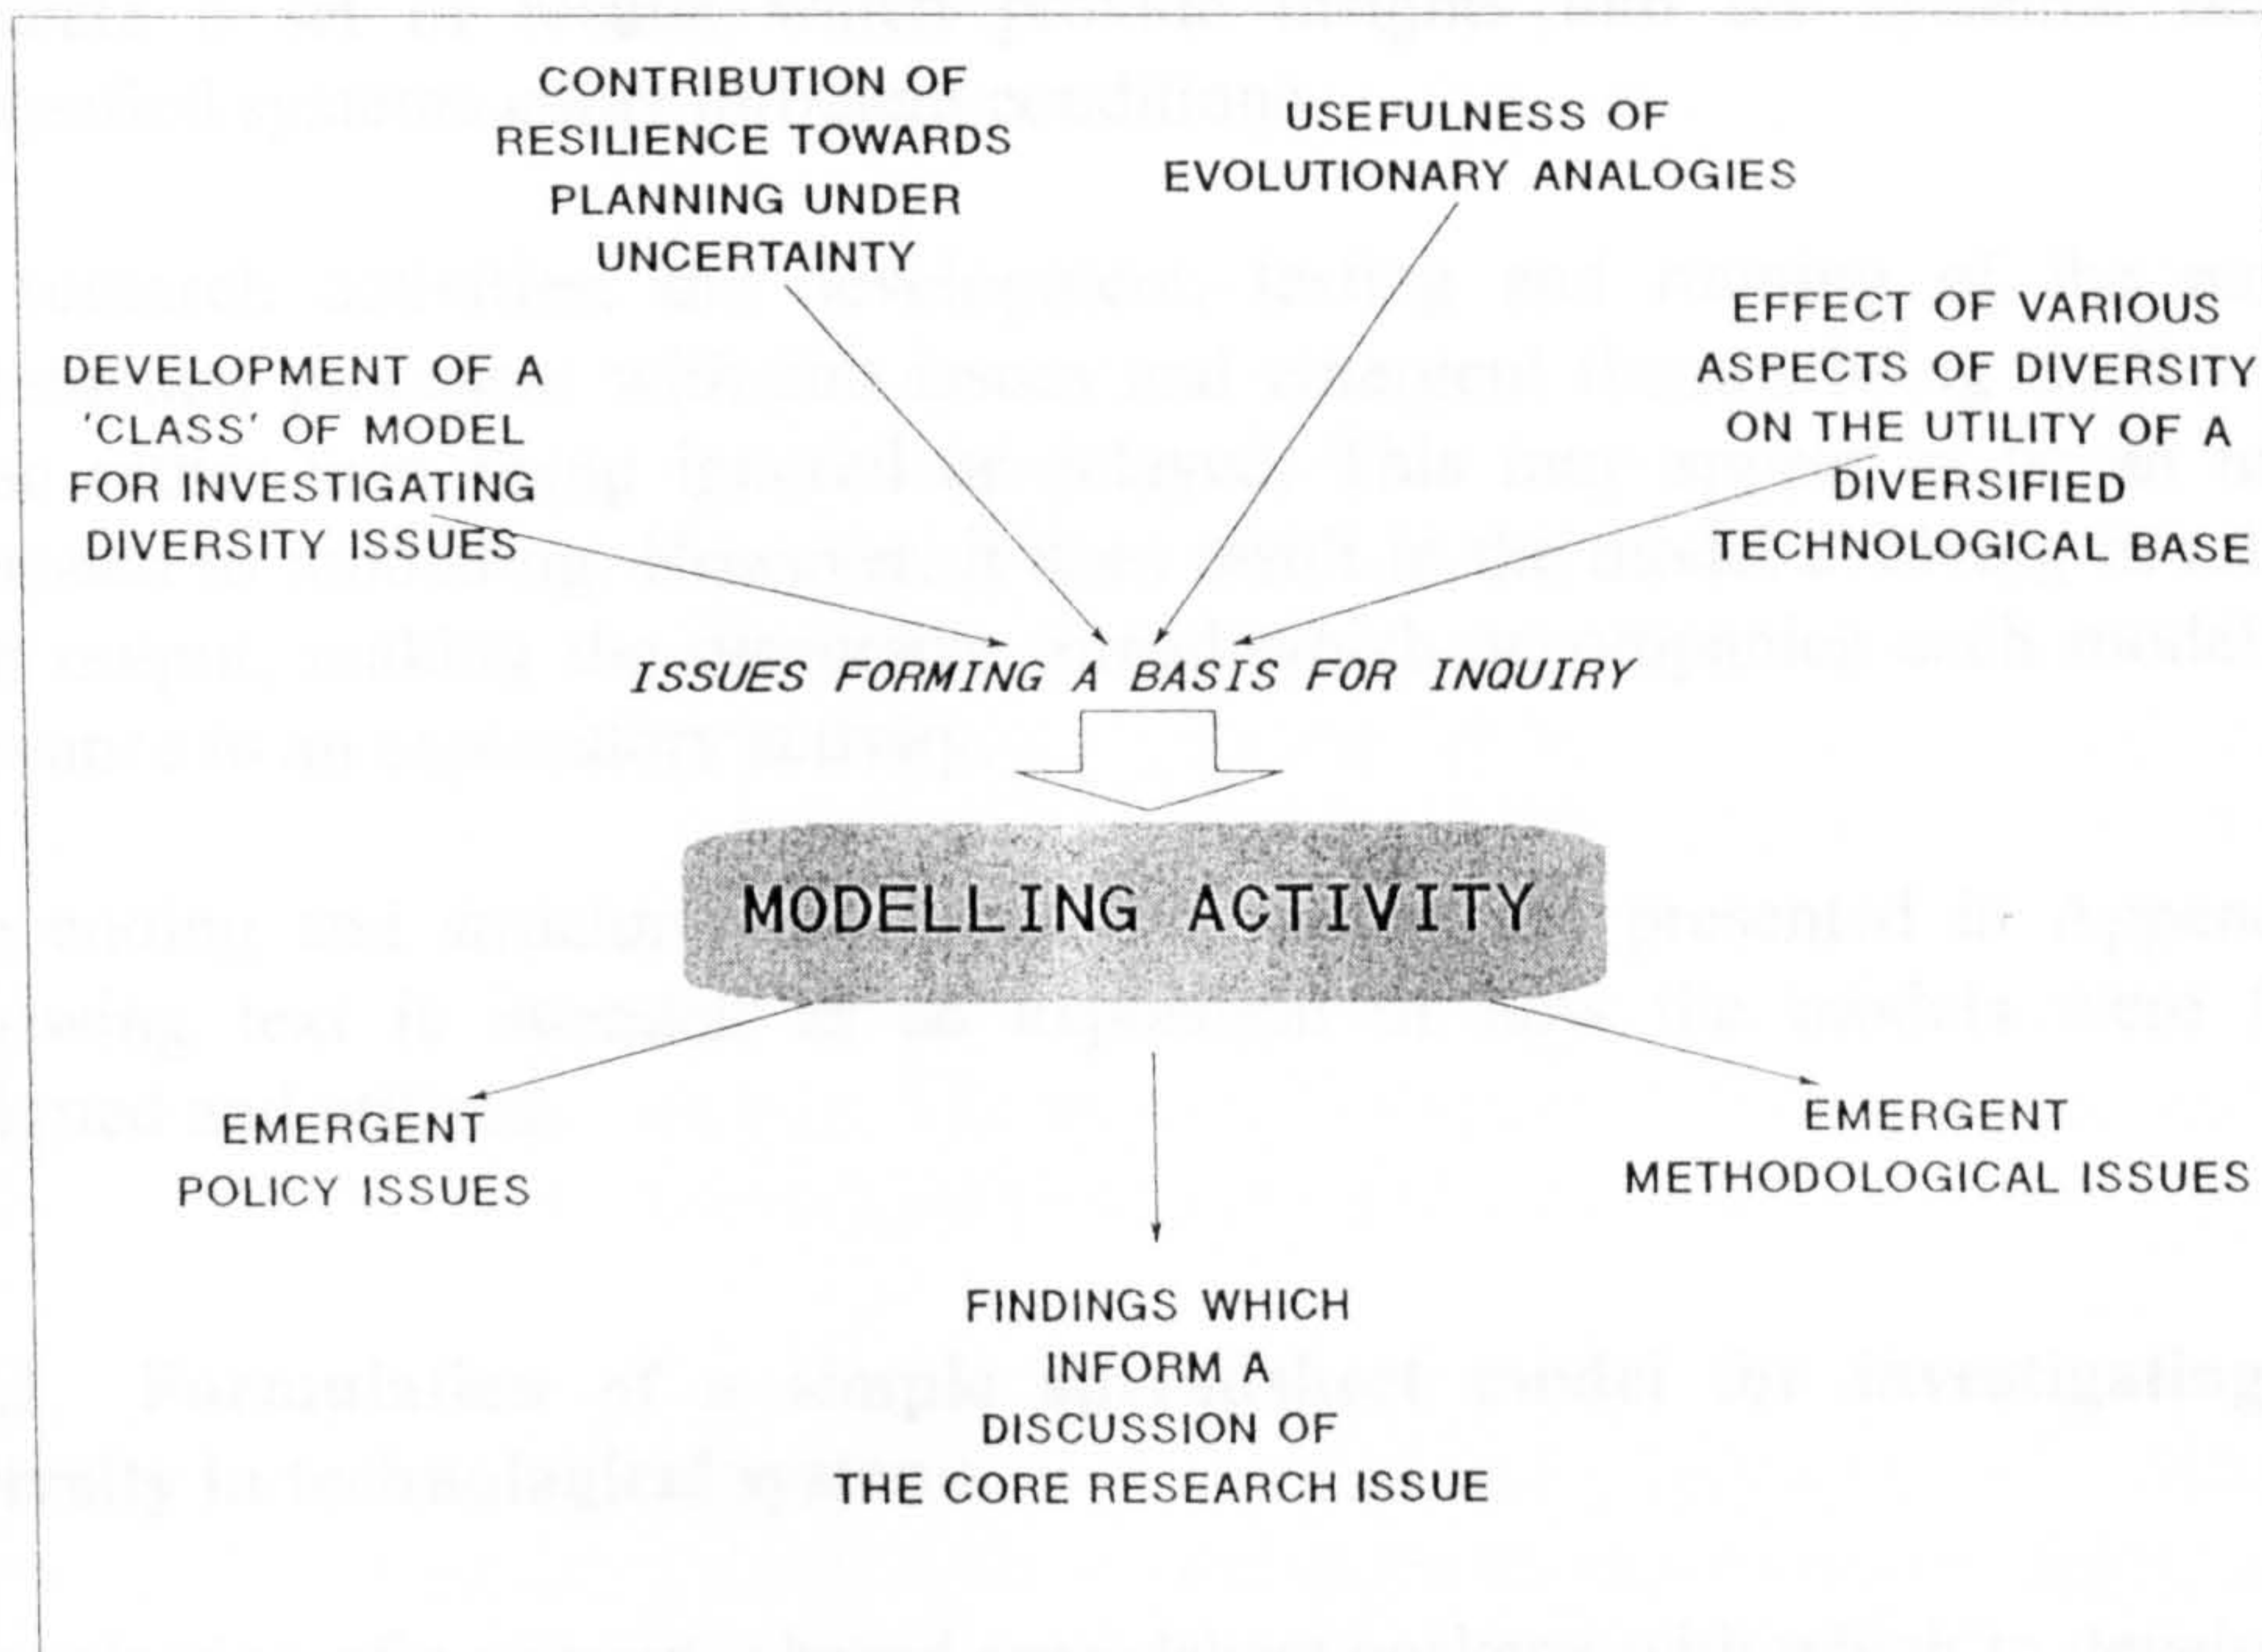 CONTRIBUTION OF
RESILIENCE TOWARDS
PLANNING UNDER
UNCERTAINTY
USEFULNESS OF
EVOLUTIONARY ANALOGIES
EFFECT OF VARIOUS
ASPECTS OF DIVERSITY
ON THE UTILITY OF A
DIVERSIFIED
TECHNOLOGICAL BASE
DEVELOPMENT OF A
'CLASS' OF MODEL
FOR INVESTIGATING
DIVERSITY ISSUES
ISSUES FORMING A BASIS FOR INQUIRY
MODELLING ACTIVITY
EMERGENT
POLICY ISSUES
EMERGENT
METHODOLOGICAL ISSUES
FINDINGS WHICH
INFORM A
DISCUSSION OF
THE CORE RESEARCH ISSUE